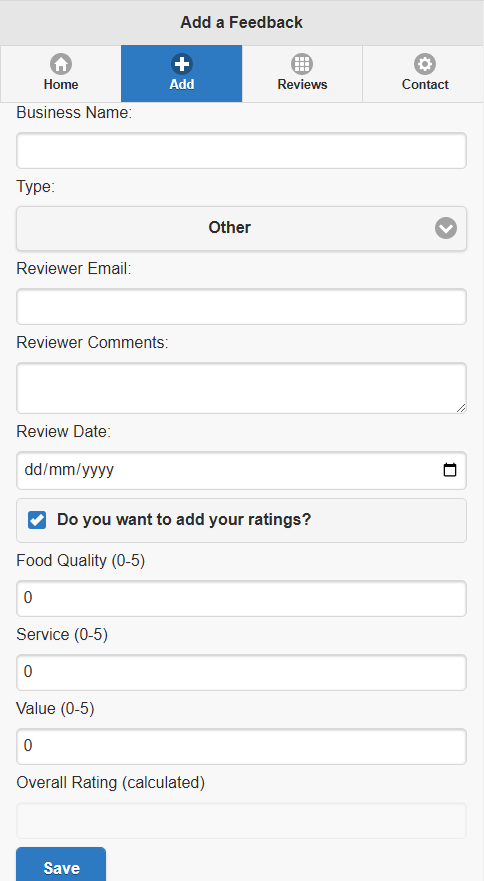 Add a Feedback
Home Add Reviews Contact
Business Name:
Type:
Other
Reviewer Email:
Reviewer Comments:
Review Date:
dd/mm/yyyy
Do you want to add your ratings?
Food Quality (0-5)
0
Service (0-5)
0
Value (0-5)
0
Overall Rating (calculated)
Save